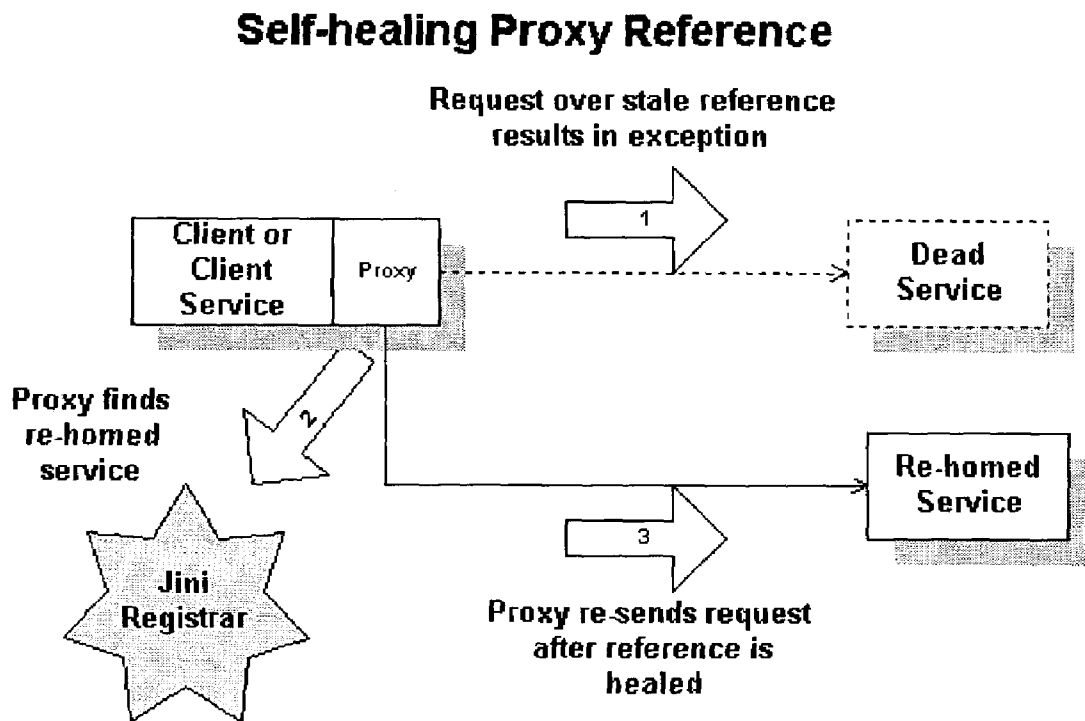 Self-healing Proxy Reference
Request over stale reference
results in exception
1
Client or
Client
Service
Proxy
Dead
Service
2
Proxy finds
re-homed
service
Re-homed
Service
3
Jini
Registrar
Proxy re-sends request
after reference is
healed